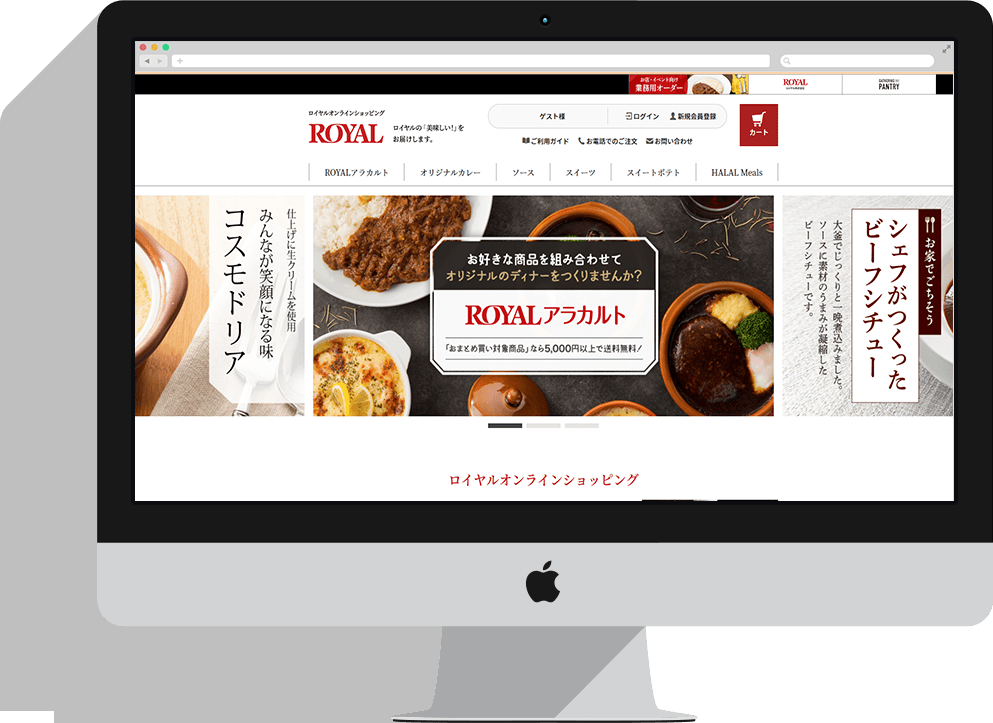 お店・イベント向け
業務用オーダー
ROYAL
GATHERING
PANTRY
ロイヤルオンラインショッピング
ROYAL
ロイヤルの「美味しい！」を
お届けします。
ゲスト様
ログイン
新規会員登録
カート
ご利用ガイド
お電話でのご注文
お問い合わせ
ROYALアラカルト
オリジナルカレー
ソース
スイーツ
スイートポテト
HALAL Meals
仕上げに生クリームを使用
みんなが笑顔になる味
コスモドリア
お好きな商品を組み合わせて
オリジナルのディナーをつくりませんか？
ROYALアラカルト
「おまとめ買い対象商品」なら5,000円以上で送料無料！
お家でごちそう
シェフがつくった
ビーフシチュー
大釜でじっくりと一晩煮込みました。
ソースに素材のうまみが凝縮した
ビーフシチューです。
ロイヤルオンラインショッピング